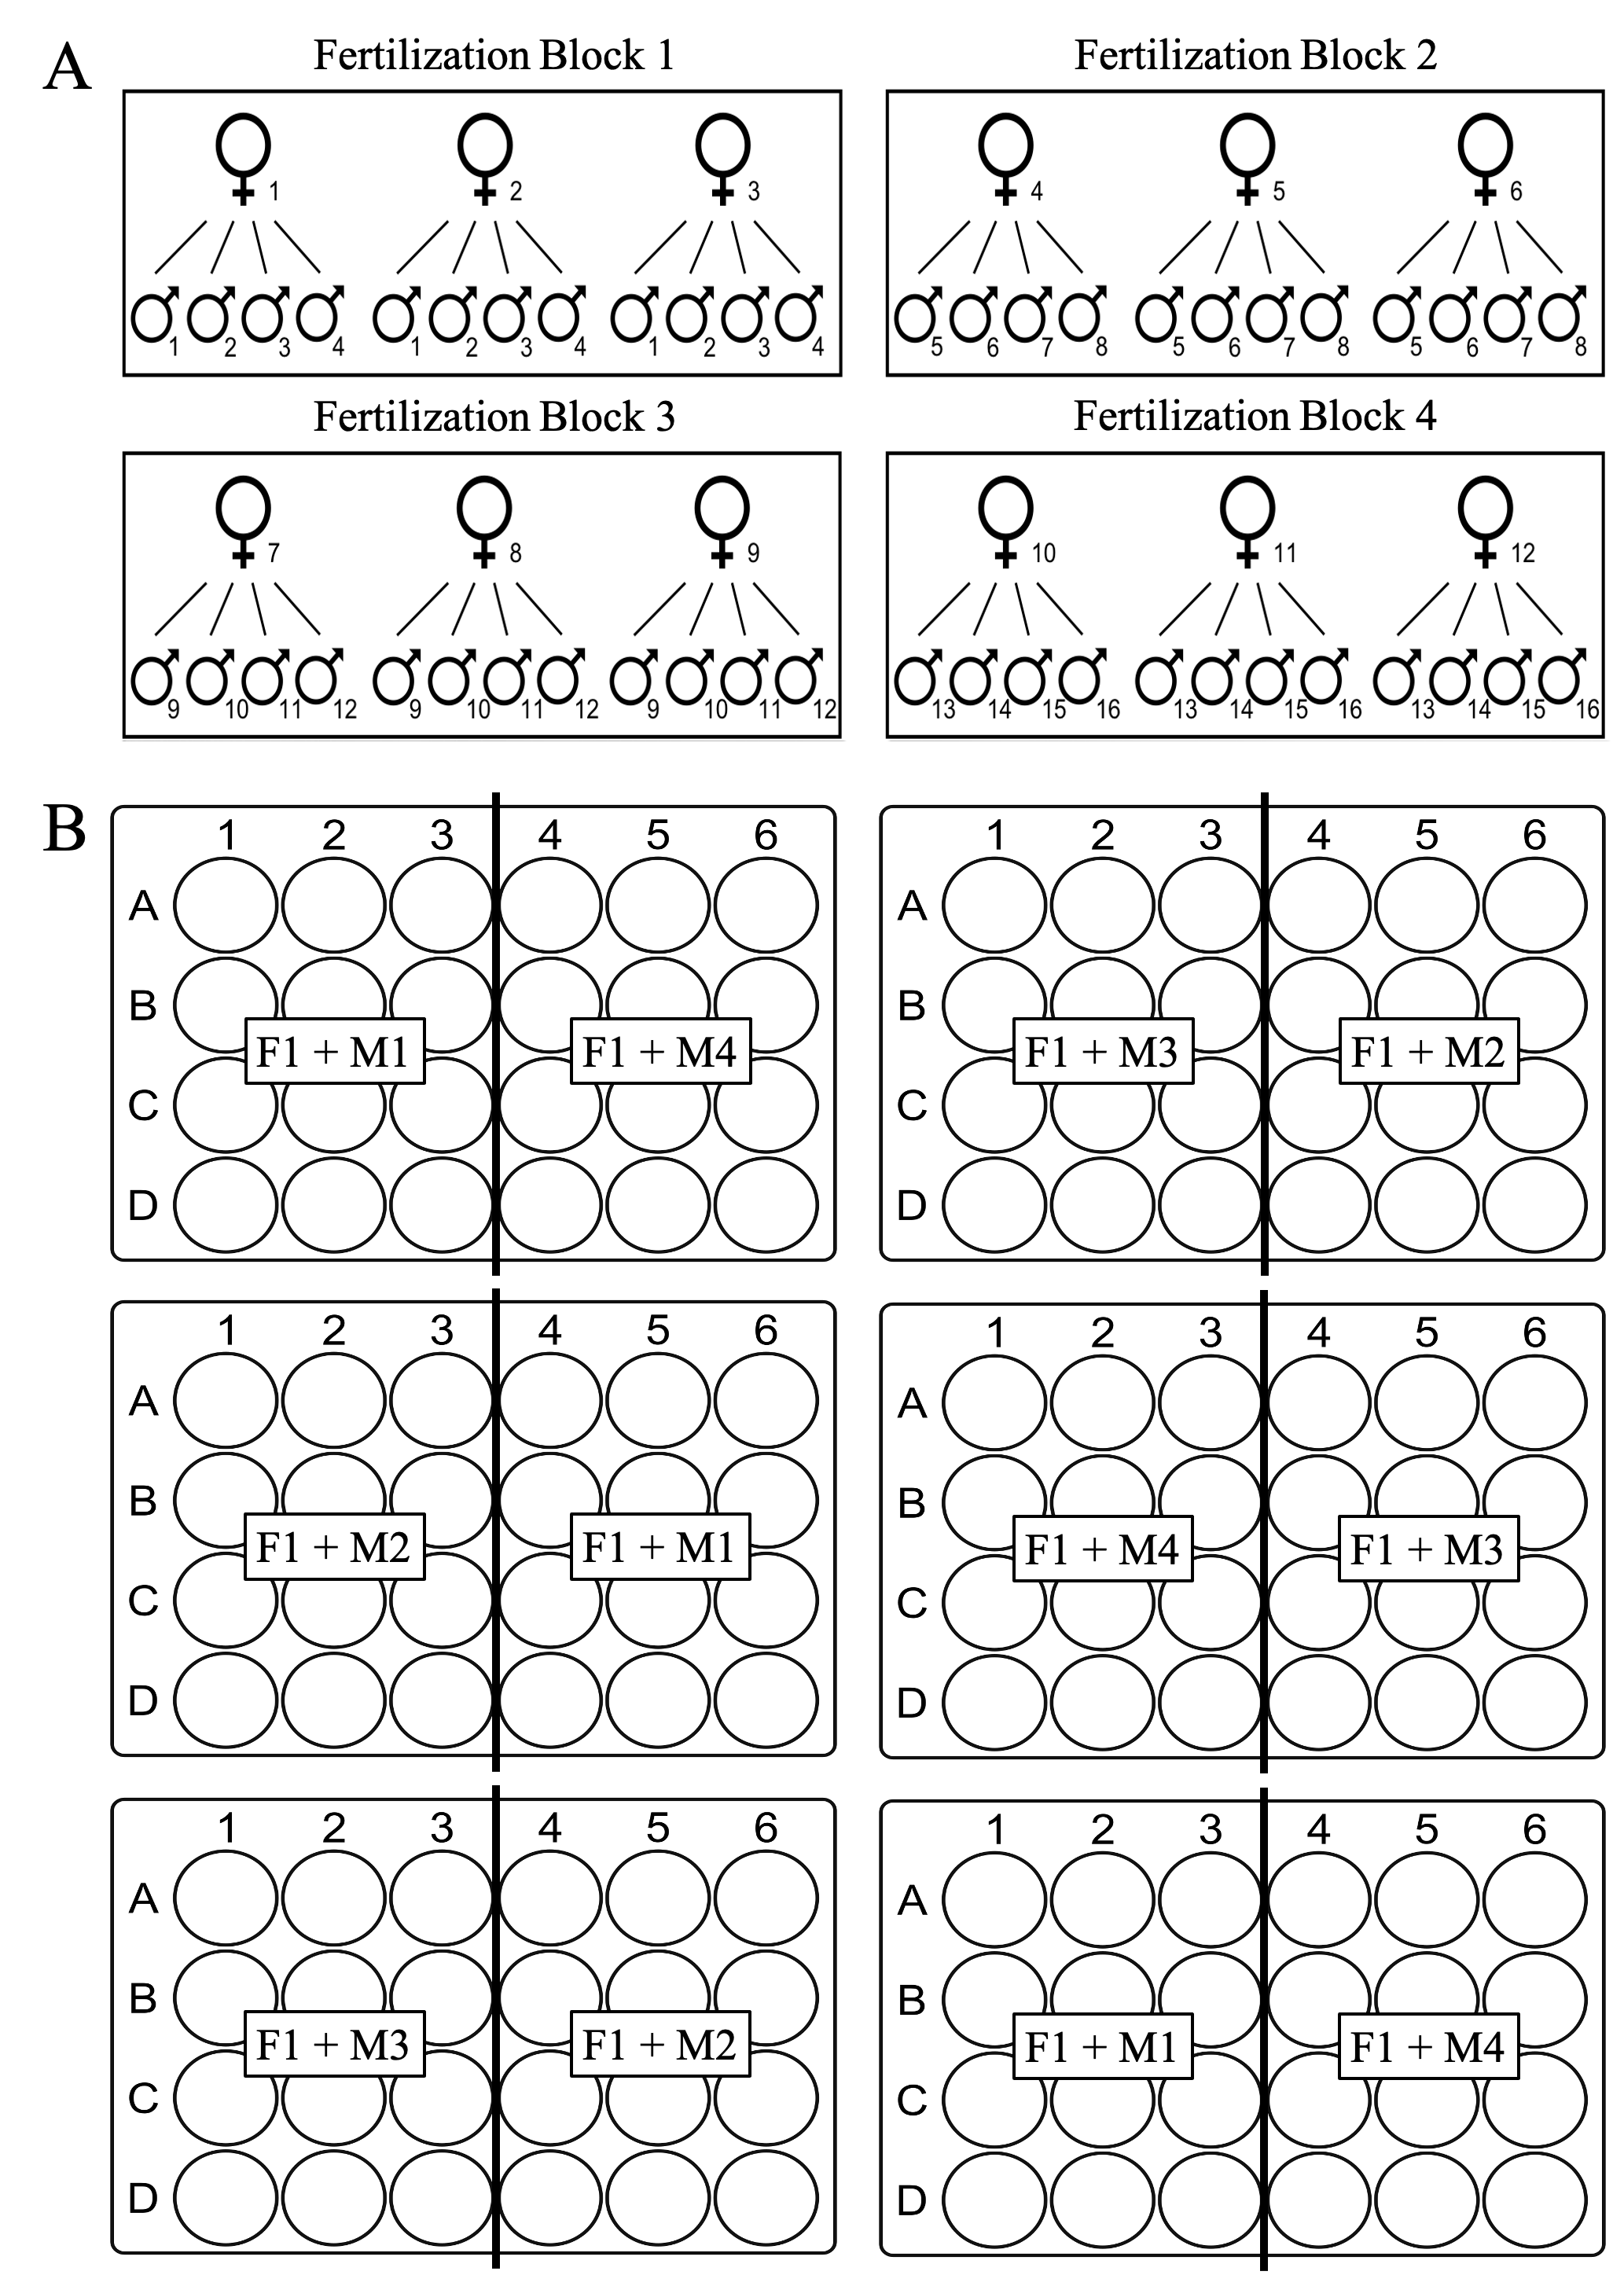 A
Fertilization Block 1
Fertilization Block 2
1 2 3
4 5 6
1 2 3 4 1 2 3 4 1 2 3 4
5 6 7 8 5 6 7 8 5 6 7 8
Fertilization Block 3
Fertilization Block 4
7 8 9
10 11 12
9 10 11 12 9 10 11 12 9 10 11 12
13 14 15 16 13 14 15 16 13 14 15 16
B
1 2 3 4 5 6
A
B
F1 + M1 F1 + M4
C
D
1 2 3 4 5 6
A
B
F1 + M3 F1 + M2
C
D
1 2 3 4 5 6
A
B
F1 + M2 F1 + M1
C
D
1 2 3 4 5 6
A
B
F1 + M4 F1 + M3
C
D
1 2 3 4 5 6
A
B
F1 + M3 F1 + M2
C
D
1 2 3 4 5 6
A
B
F1 + M1 F1 + M4
C
D